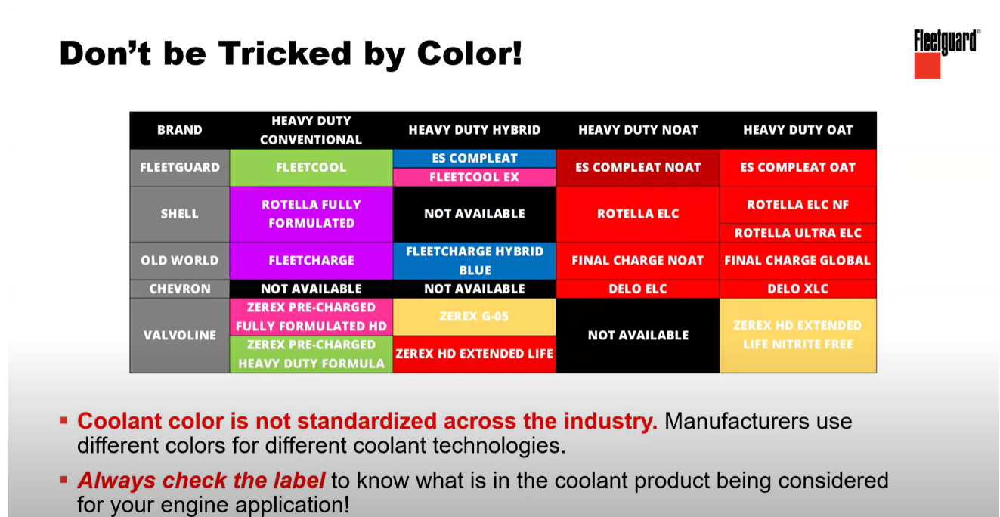 Don't be Tricked by Color!
Fleetguard®
BRAND
HEAVY DUTY
CONVENTIONAL
HEAVY DUTY HYBRID
HEAVY DUTY NOAT
HEAVY DUTY OAT
FLEETGUARD
FLEETCOOL
ES COMPLEAT
FLEETCOOL EX
ES COMPLEAT NOAT
ES COMPLEAT OAT
SHELL
ROTELLA FULLY
FORMULATED
NOT AVAILABLE
ROTELLA ELC
ROTELLA ELC NF
ROTELLA ULTRA ELC
OLD WORLD
FLEETCHARGE
FLEETCHARGE HYBRID
BLUE
FINAL CHARGE NOAT
FINAL CHARGE GLOBAL
CHEVRON
NOT AVAILABLE
NOT AVAILABLE
DELO ELC
DELO XLC
VALVOLINE
ZEREX PRE-CHARGED
FULLY FORMULATED HD
ZEREX PRE-CHARGED
HEAVY DUTY FORMULA
ZEREX G-05
ZEREX HD EXTENDED LIFE
NOT AVAILABLE
ZEREX HD EXTENDED
LIFE NITRITE FREE
▪ Coolant color is not standardized across the industry. Manufacturers use
different colors for different coolant technologies.
▪ Always check the label to know what is in the coolant product being considered
for your engine application!